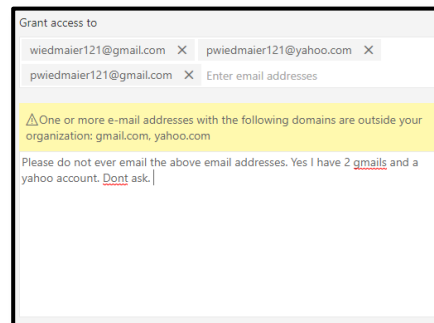 Grant access to
wiedmaier121@gmail.com × pwiedmaier121@yahoo.com ×
pwiedmaier121@gmail.com × Enter email addresses
⚠One or more e-mail addresses with the following domains are outside your
organization: gmail.com, yahoo.com
Please do not ever email the above email addresses. Yes I have 2 gmails and a
yahoo account. Dont ask.